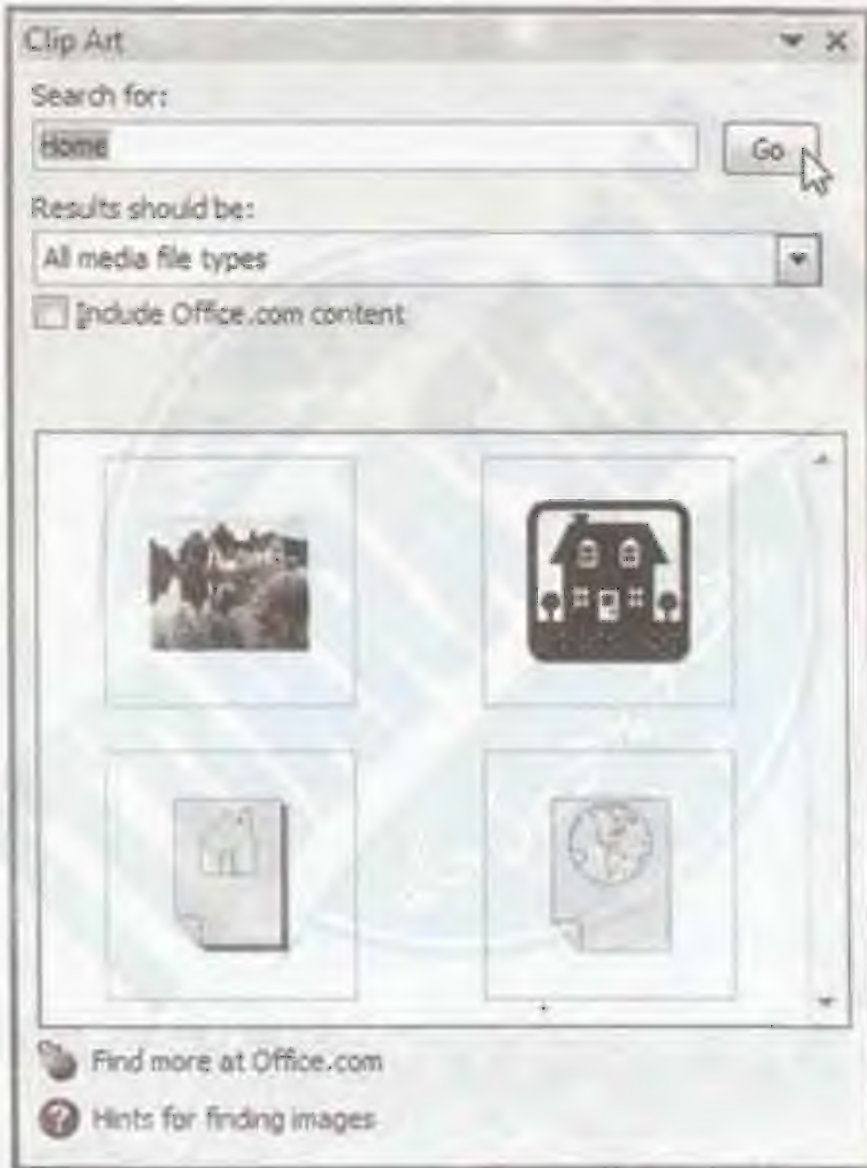 Clip Art
Search for:
Home
Go
Results should be:
All media file types
Include Office.com content
Find more at Office.com
Hints for finding images